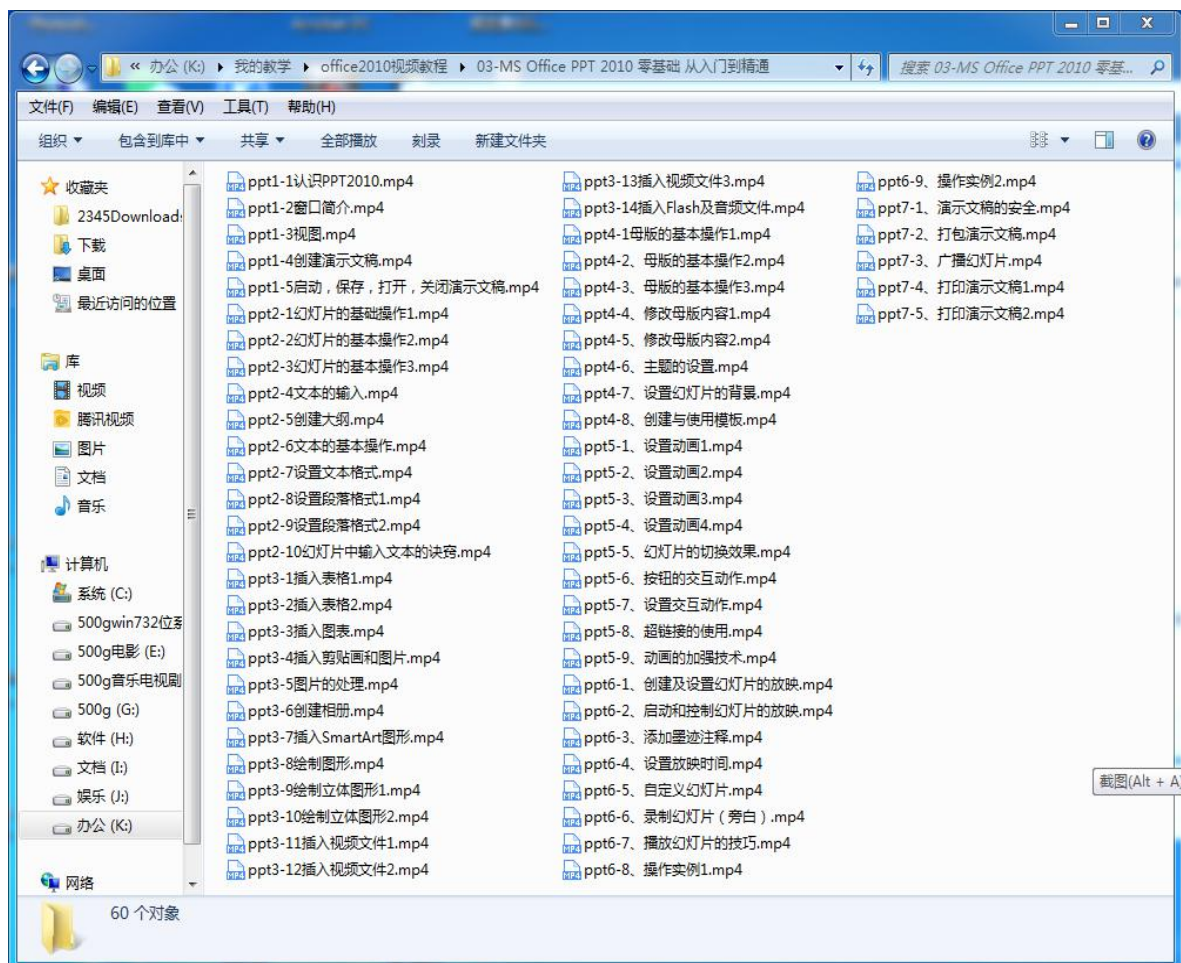 « 办公 (K:) ▸ 我的教学 ▸ office2010视频教程 ▸ 03-MS Office PPT 2010 零基础 从入门到精通
搜索 03-MS Office PPT 2010 零基...
文件(F) 编辑(E) 查看(V) 工具(T) 帮助(H)
组织 包含到库中 共享 全部播放 刻录 新建文件夹
收藏夹
2345Download
下载
桌面
最近访问的位置
库
视频
腾讯视频
图片
文档
音乐
计算机
系统 (C:)
500gwin732位系
500g电影 (E:)
500g音乐电视剧
500g (G:)
软件 (H:)
文档 (I:)
娱乐 (J:)
办公 (K:)
网络
ppt1-1认识PPT2010.mp4
ppt1-2窗口简介.mp4
ppt1-3视图.mp4
ppt1-4创建演示文稿.mp4
ppt1-5启动，保存，打开，关闭演示文稿.mp4
ppt2-1幻灯片的基础操作1.mp4
ppt2-2幻灯片的基本操作2.mp4
ppt2-3幻灯片的基本操作3.mp4
ppt2-4文本的输入.mp4
ppt2-5创建大纲.mp4
ppt2-6文本的基本操作.mp4
ppt2-7设置文本格式.mp4
ppt2-8设置段落格式1.mp4
ppt2-9设置段落格式2.mp4
ppt2-10幻灯片中输入文本的诀窍.mp4
ppt3-1插入表格1.mp4
ppt3-2插入表格2.mp4
ppt3-3插入图表.mp4
ppt3-4插入剪贴画和图片.mp4
ppt3-5图片的处理.mp4
ppt3-6创建相册.mp4
ppt3-7插入SmartArt图形.mp4
ppt3-8绘制图形.mp4
ppt3-9绘制立体图形1.mp4
ppt3-10绘制立体图形2.mp4
ppt3-11插入视频文件1.mp4
ppt3-12插入视频文件2.mp4
ppt3-13插入视频文件3.mp4
ppt3-14插入Flash及音频文件.mp4
ppt4-1母版的基本操作1.mp4
ppt4-2、母版的基本操作2.mp4
ppt4-3、母版的基本操作3.mp4
ppt4-4、修改母版内容1.mp4
ppt4-5、修改母版内容2.mp4
ppt4-6、主题的设置.mp4
ppt4-7、设置幻灯片的背景.mp4
ppt4-8、创建与使用模板.mp4
ppt5-1、设置动画1.mp4
ppt5-2、设置动画2.mp4
ppt5-3、设置动画3.mp4
ppt5-4、设置动画4.mp4
ppt5-5、幻灯片的切换效果.mp4
ppt5-6、按钮的交互动作.mp4
ppt5-7、设置交互动作.mp4
ppt5-8、超链接的使用.mp4
ppt5-9、动画的加强技术.mp4
ppt6-1、创建及设置幻灯片的放映.mp4
ppt6-2、启动和控制幻灯片的放映.mp4
ppt6-3、添加墨迹注释.mp4
ppt6-4、设置放映时间.mp4
ppt6-5、自定义幻灯片.mp4
ppt6-6、录制幻灯片（旁白）.mp4
ppt6-7、播放幻灯片的技巧.mp4
ppt6-8、操作实例1.mp4
ppt6-9、操作实例2.mp4
ppt7-1、演示文稿的安全.mp4
ppt7-2、打包演示文稿.mp4
ppt7-3、广播幻灯片.mp4
ppt7-4、打印演示文稿1.mp4
ppt7-5、打印演示文稿2.mp4
截图(Alt + A)
60 个对象